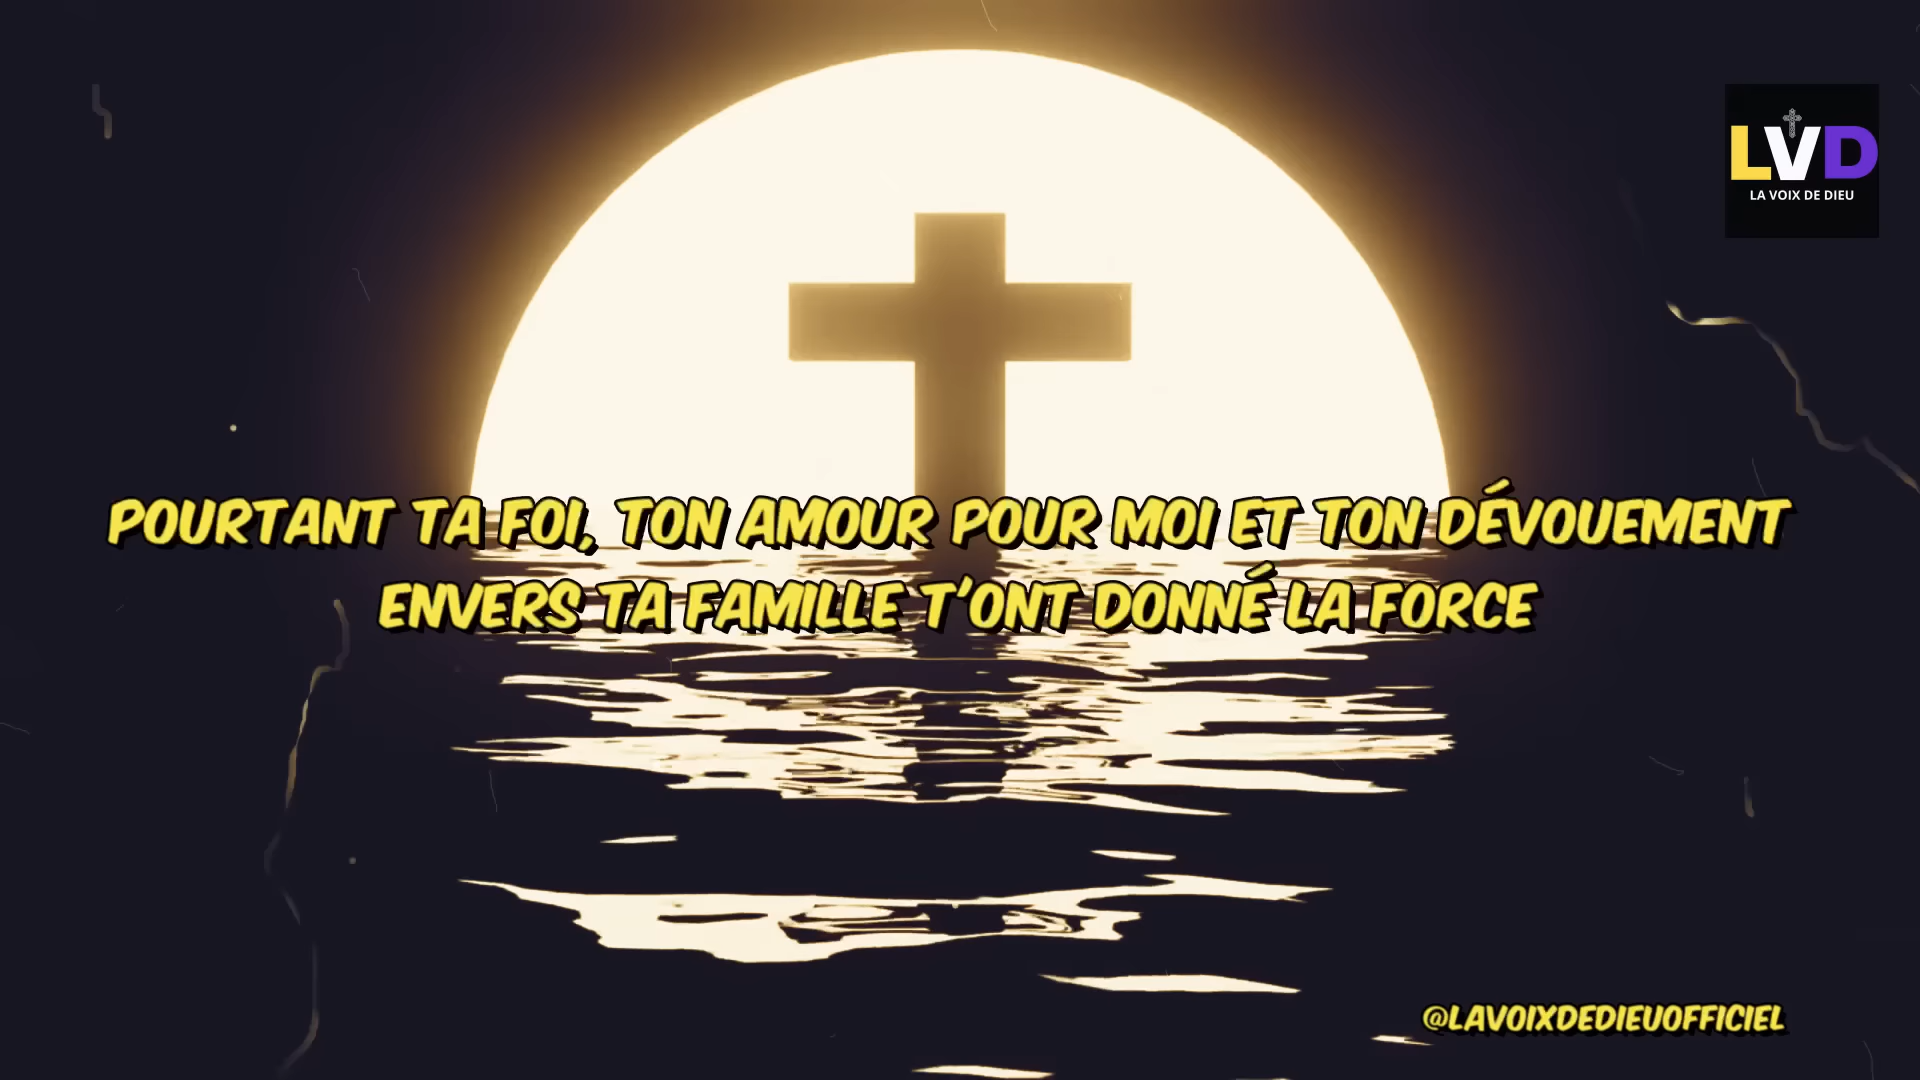 LVD
LA VOIX DE DIEU
POURTANT TA FOI, TON AMOUR POUR MOI ET TON DÉVOUEMENT
ENVERS TA FAMILLE T'ONT DONNÉ LA FORCE
@LAVOIXDEDIEUOFFICIEL